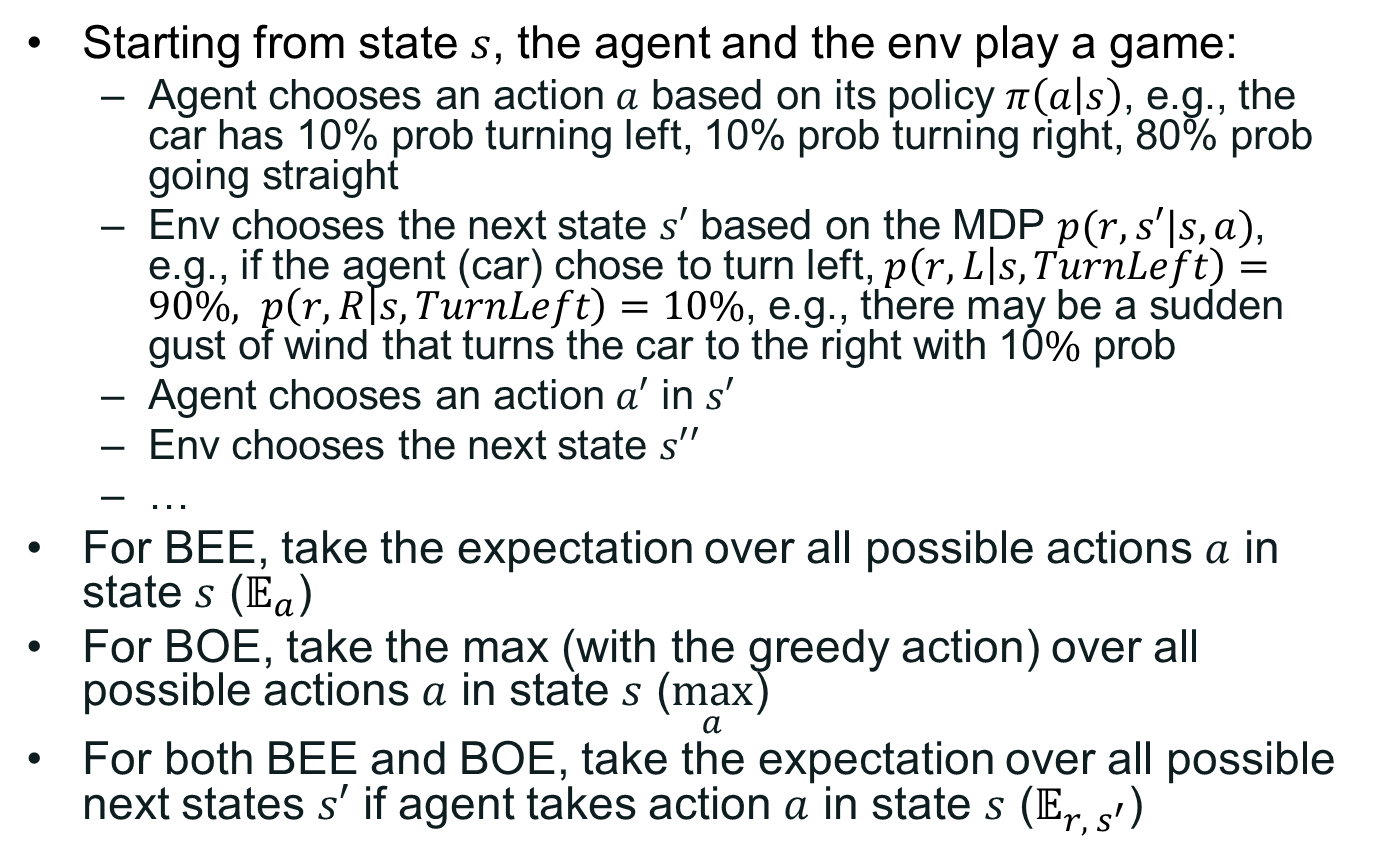 • Starting from state s, the agent and the env play a game:
– Agent chooses an action a based on its policy π(a|s), e.g., the
car has 10% prob turning left, 10% prob turning right, 80% prob
going straight
– Env chooses the next state s′ based on the MDP p(r, s′|s, a),
e.g., if the agent (car) chose to turn left, p(r, L|s, TurnLeft) =
90%, p(r, R|s, TurnLeft) = 10%, e.g., there may be a sudden
gust of wind that turns the car to the right with 10% prob
– Agent chooses an action a′ in s′
– Env chooses the next state s′′
– …
• For BEE, take the expectation over all possible actions a in
state s (𝔼ₐ)
• For BOE, take the max (with the greedy action) over all
possible actions a in state s (max)
a
• For both BEE and BOE, take the expectation over all possible
next states s′ if agent takes action a in state s (𝔼_{r, s′})